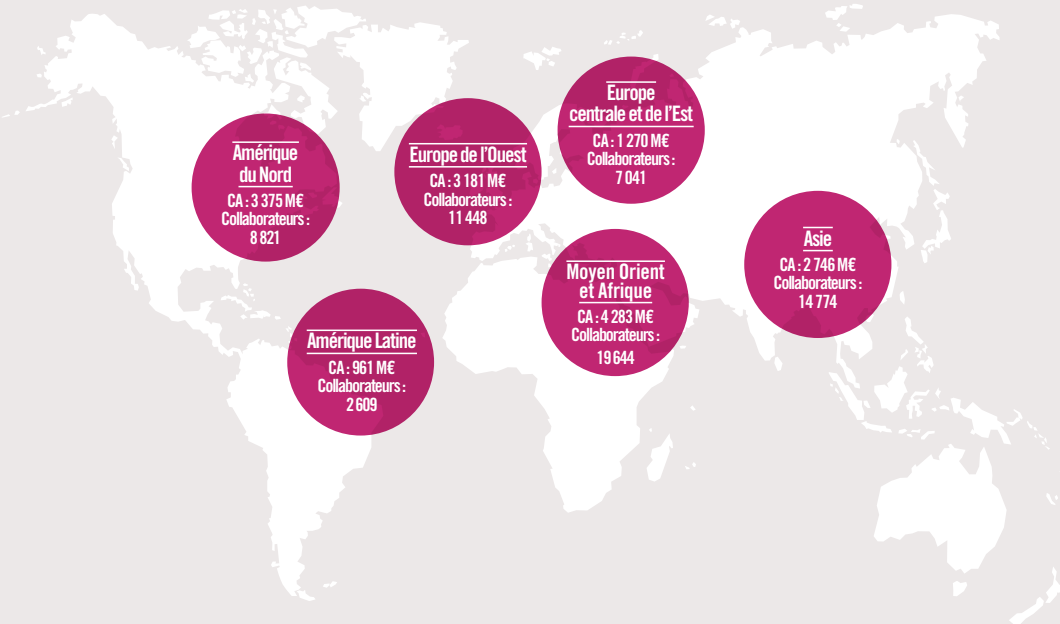 Amérique
du Nord
CA : 3 375 M€
Collaborateurs :
8 821
Europe de l'Ouest
CA : 3 181 M€
Collaborateurs :
11 448
Europe
centrale et de l'Est
CA : 1 270 M€
Collaborateurs :
7 041
Amérique Latine
CA : 961 M€
Collaborateurs :
2 609
Moyen Orient
et Afrique
CA : 4 283 M€
Collaborateurs :
19 644
Asie
CA : 2 746 M€
Collaborateurs :
14 774